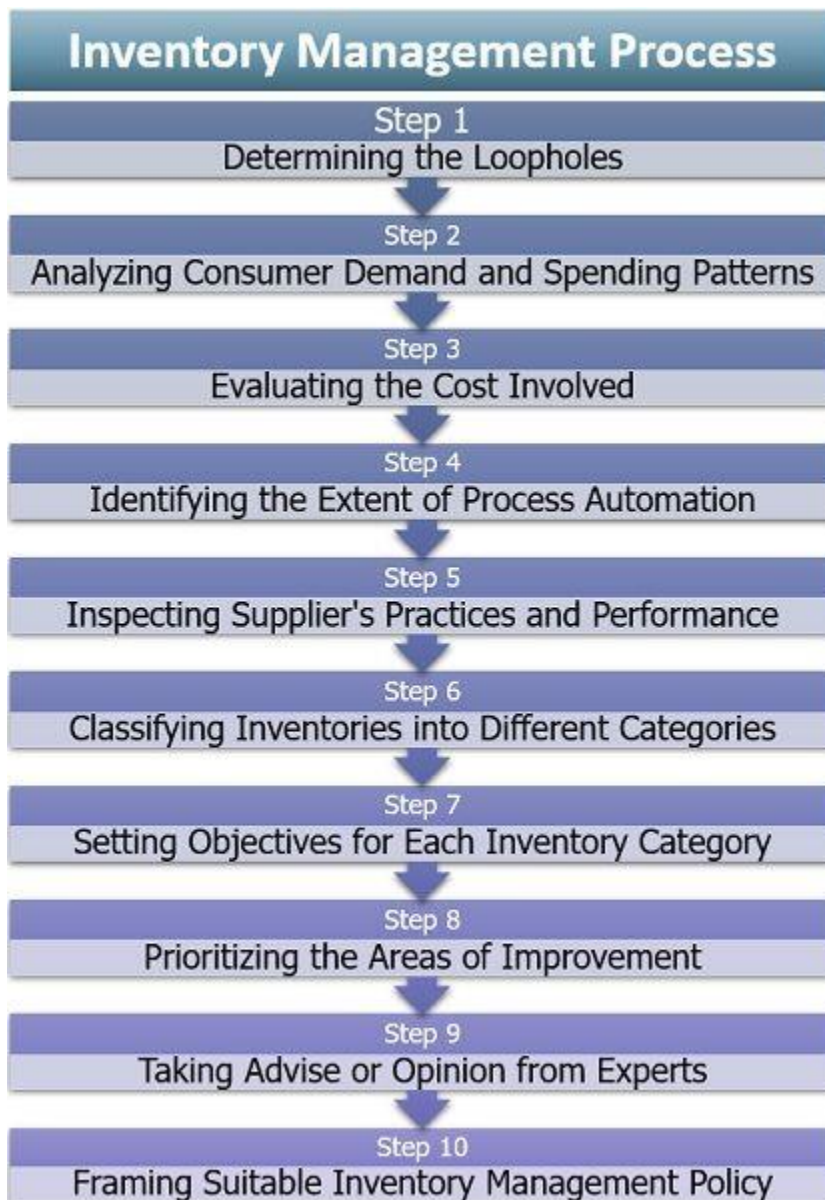 Inventory Management Process
Step 1
Determining the Loopholes
Step 2
Analyzing Consumer Demand and Spending Patterns
Step 3
Evaluating the Cost Involved
Step 4
Identifying the Extent of Process Automation
Step 5
Inspecting Supplier's Practices and Performance
Step 6
Classifying Inventories into Different Categories
Step 7
Setting Objectives for Each Inventory Category
Step 8
Prioritizing the Areas of Improvement
Step 9
Taking Advise or Opinion from Experts
Step 10
Framing Suitable Inventory Management Policy